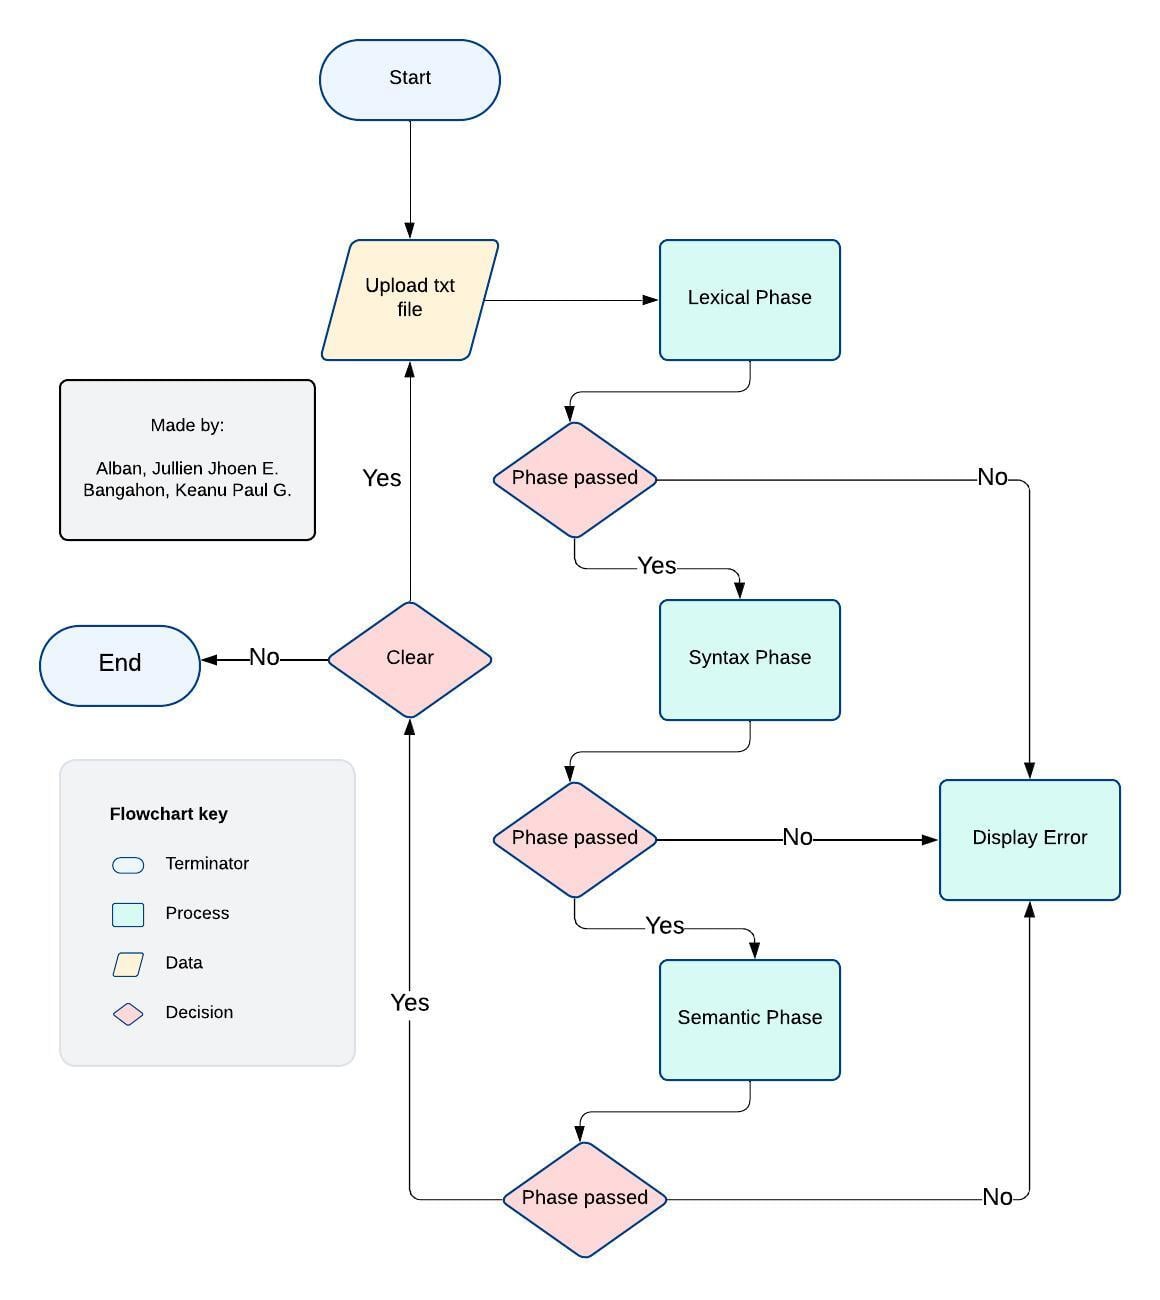 Start
Upload txt
file
Lexical Phase
Made by:
Alban, Jullien Jhoen E.
Bangahon, Keanu Paul G.
Yes
Phase passed
No
Yes
End
No
Clear
Syntax Phase
Flowchart key
Terminator
Process
Data
Decision
Phase passed
No
Display Error
Yes
Yes
Semantic Phase
Phase passed
No